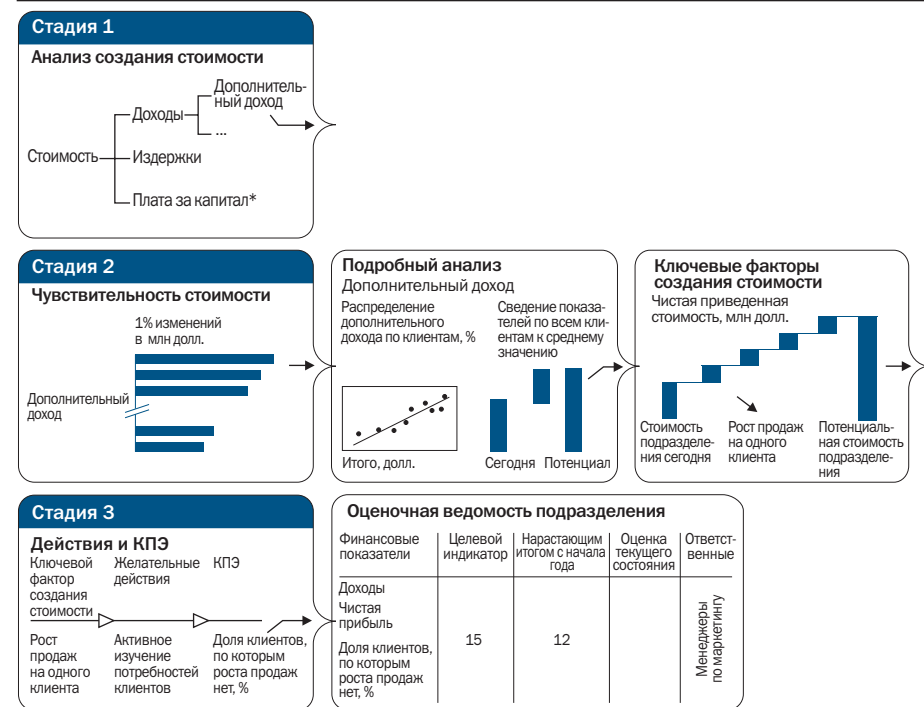 Стадия 1
Анализ создания стоимости
Дополнитель-
ный доход
Доходы
...
Стоимость
Издержки
Плата за капитал*
Стадия 2
Чувствительность стоимости
1% изменений
в млн долл.
Дополнительный
доход
Подробный анализ
Дополнительный доход
Распределение
дополнительного
дохода по клиентам, %
Итого, долл.
Сведение показа-
телей по всем кли-
ентам к среднему
значению
Сегодня Потенциал
Ключевые факторы
создания стоимости
Чистая приведенная
стоимость, млн долл.
Стоимость
подразделе-
ния сегодня
Рост продаж
на одного
клиента
Потенциаль-
ная стоимость
подразделе-
ния
Стадия 3
Действия и КПЭ
Ключевой
фактор
создания
стоимости
Желательные
действия
КПЭ
Рост
продаж
на одного
клиента
Активное
изучение
потребностей
клиентов
Доля клиентов,
по которым
роста продаж
нет, %
Оценочная ведомость подразделения
Финансовые
показатели
Целевой
индикатор
Нарастающим
итогом с начала
года
Оценка
текущего
состояния
Ответст-
венные
Доходы
Чистая
прибыль
Доля клиентов,
по которым
роста продаж
нет, %
15
12
Менеджеры
по маркетингу